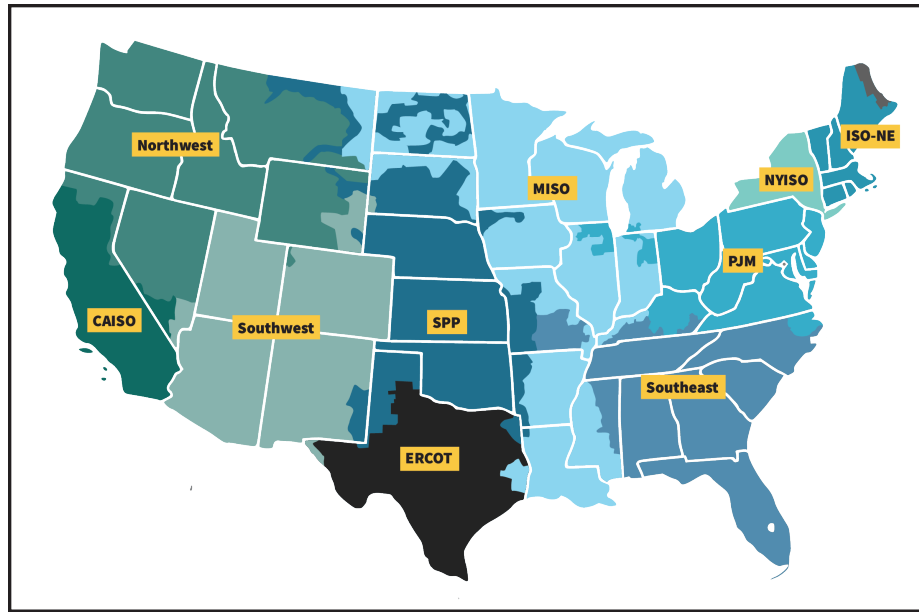 Northwest
ISO-NE
NYISO
MISO
PJM
CAISO
Southwest
SPP
Southeast
ERCOT